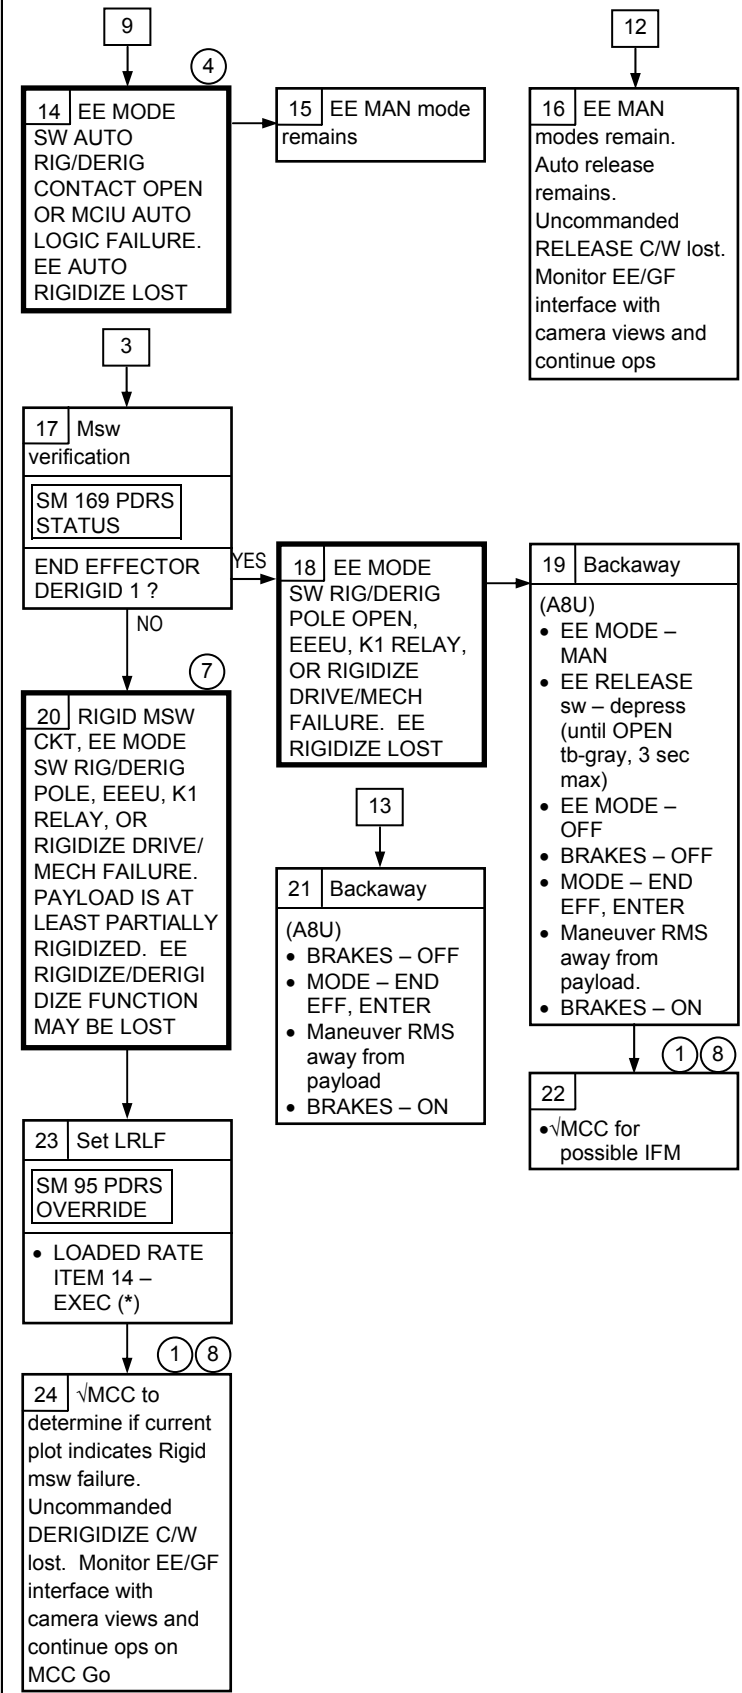 9
4
14 EE MODE
SW AUTO
RIG/DERIG
CONTACT OPEN
OR MCIU AUTO
LOGIC FAILURE.
EE AUTO
RIGIDIZE LOST
15 EE MAN mode
remains
12
16 EE MAN
modes remain.
Auto release
remains.
Uncommanded
RELEASE C/W lost.
Monitor EE/GF
interface with
camera views and
continue ops
3
17 Msw
verification
SM 169 PDRS
STATUS
END EFFECTOR
DERIGID 1 ?
YES
NO
18 EE MODE
SW RIG/DERIG
POLE OPEN,
EEEU, K1 RELAY,
OR RIGIDIZE
DRIVE/MECH
FAILURE. EE
RIGIDIZE LOST
19 Backaway
(A8U)
• EE MODE –
MAN
• EE RELEASE
sw – depress
(until OPEN
tb-gray, 3 sec
max)
• EE MODE –
OFF
• BRAKES – OFF
• MODE – END
EFF, ENTER
• Maneuver RMS
away from
payload.
• BRAKES – ON
7
20 RIGID MSW
CKT, EE MODE
SW RIG/DERIG
POLE, EEEU, K1
RELAY, OR
RIGIDIZE DRIVE/
MECH FAILURE.
PAYLOAD IS AT
LEAST PARTIALLY
RIGIDIZED. EE
RIGIDIZE/DERIGI
DIZE FUNCTION
MAY BE LOST
13
21 Backaway
(A8U)
• BRAKES – OFF
• MODE – END
EFF, ENTER
• Maneuver RMS
away from
payload
• BRAKES – ON
1 8
22
•√MCC for
possible IFM
23 Set LRLF
SM 95 PDRS
OVERRIDE
• LOADED RATE
ITEM 14 –
EXEC (*)
1 8
24 √MCC to
determine if current
plot indicates Rigid
msw failure.
Uncommanded
DERIGIDIZE C/W
lost. Monitor EE/GF
interface with
camera views and
continue ops on
MCC Go